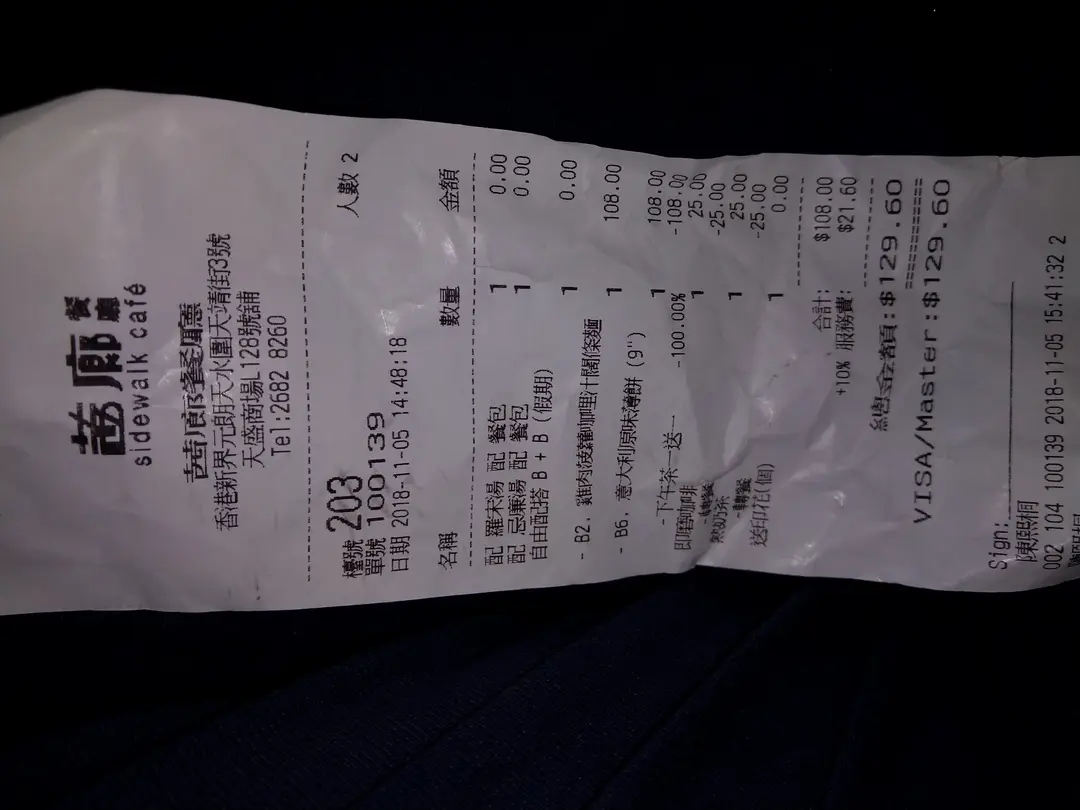 茜廊餐廳
sidewalk café
茜廊餐廳
香港新界元朗天水圍天靖街3號
天盛商場L128號舖
Tel:2682 8260
檯號 203 人數 2
單號 100139
日期 2018-11-05 14:48:18
名稱 數量 金額
配 羅宋湯 配 餐包 1 0.00
配 忌廉湯 配 餐包 1 0.00
自由配搭 B + B (假期)
- B2. 雞肉菠蘿咖哩汁闊條麵 1 0.00
- B6. 意大利原味薄餅 (9") 1 108.00
1 108.00
-下午茶一送一 -100.00% -108.00
即磨咖啡 1 25.00
-轉餐 -25.00
熱奶茶 1 25.00
-轉餐 -25.00
送印花(個) 1 0.00
合計: $108.00
+10% 服務費: $21.60
總金額:$129.60
VISA/Master:$129.60
Sign:
陳熙桐
002 104 100139 2018-11-05 15:41:32 2